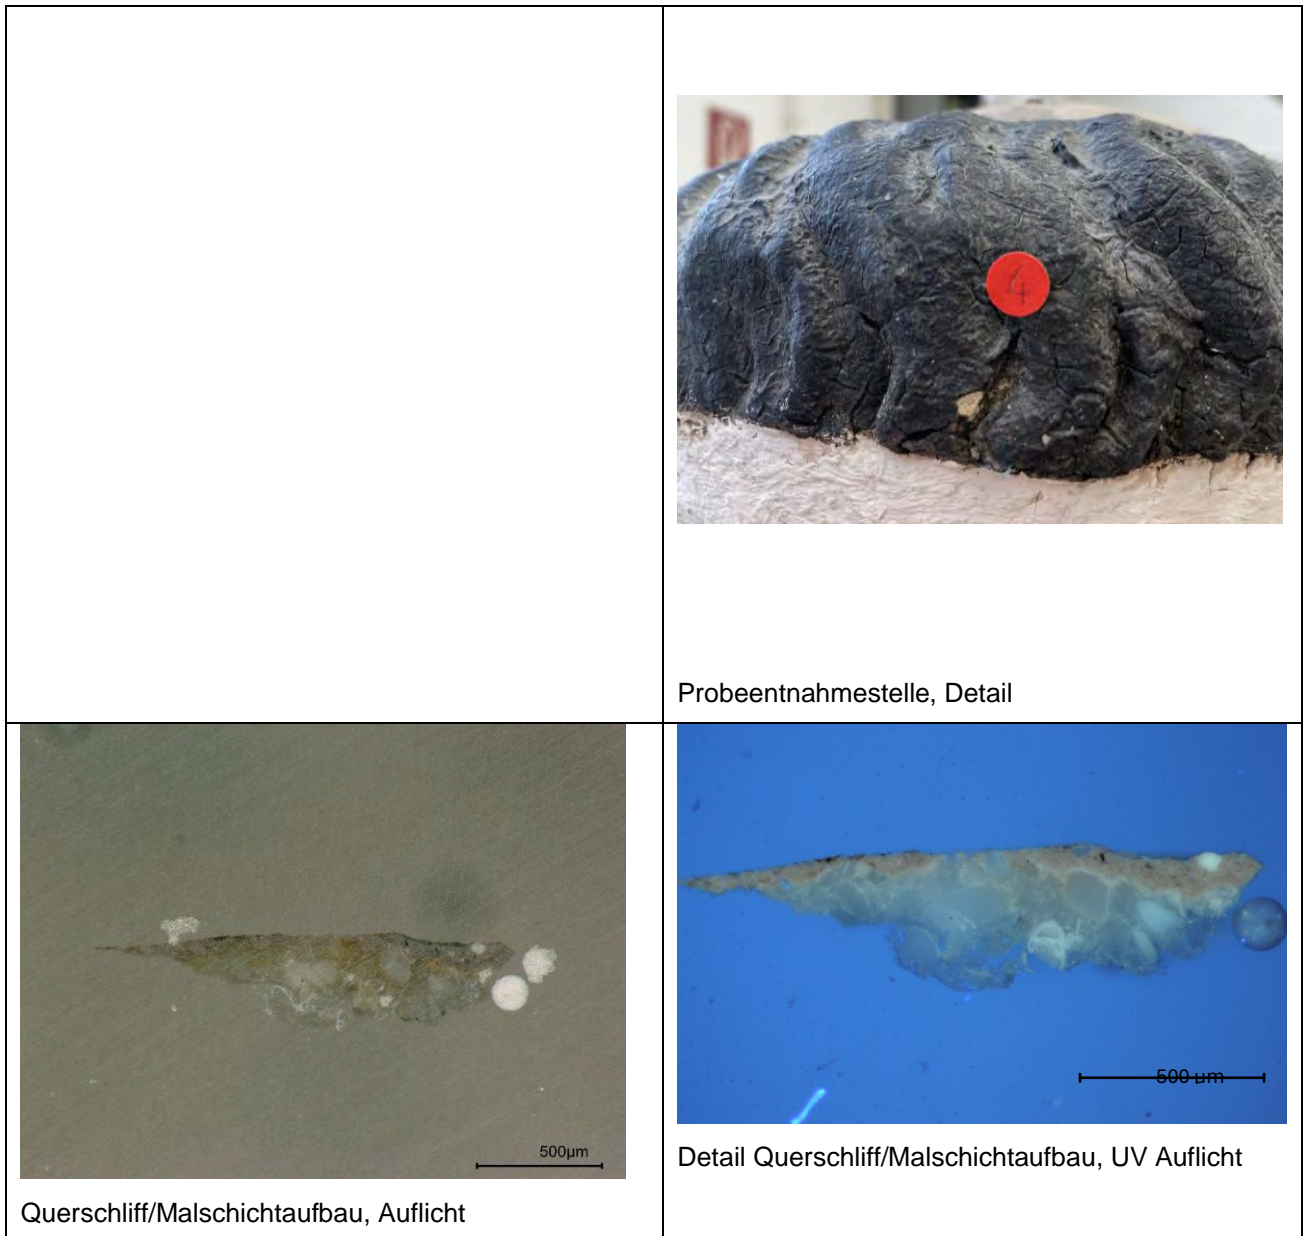 4
Probeentnahmestelle, Detail
500µm
500 µm
Querschliff/Malschichtaufbau, Auflicht
Detail Querschliff/Malschichtaufbau, UV Auflicht